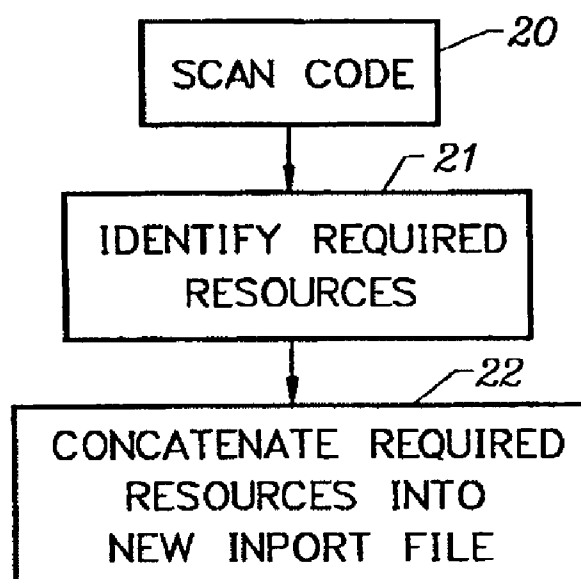 20
SCAN CODE
21
IDENTIFY REQUIRED
RESOURCES
22
CONCATENATE REQUIRED
RESOURCES INTO
NEW INPORT FILE